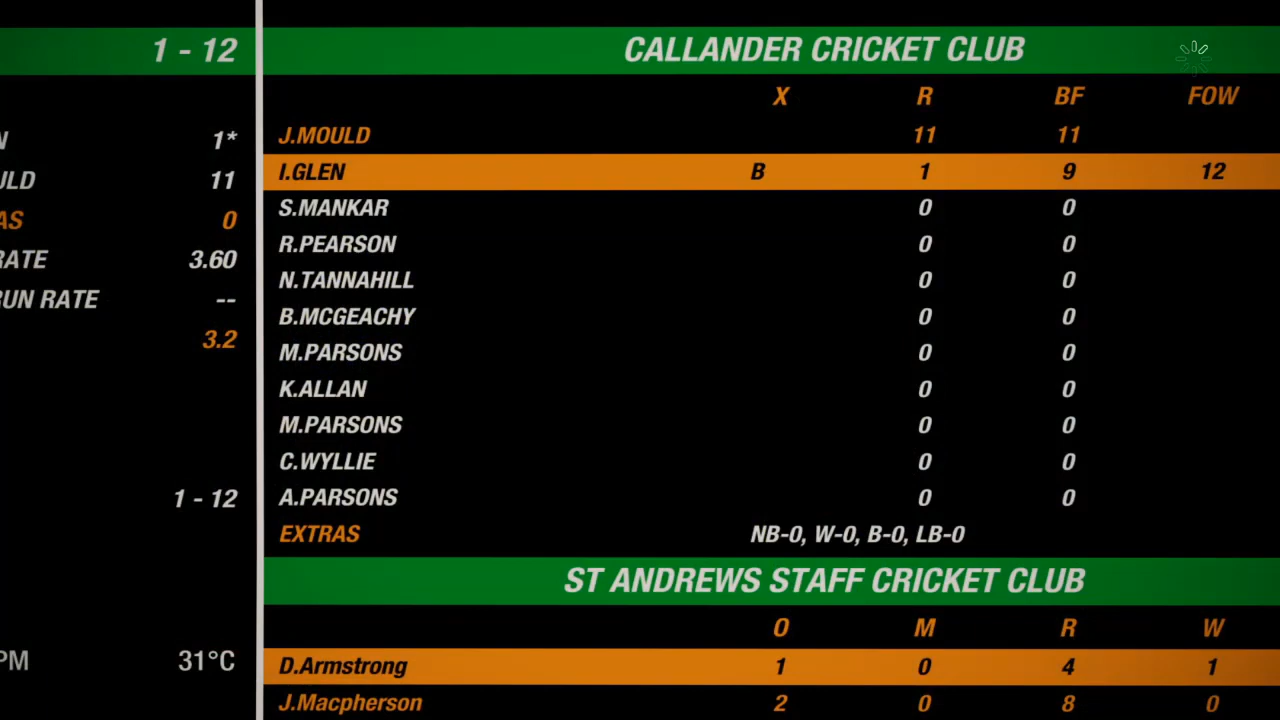 1 - 12
1*
11
0
3.60
RUN RATE --
3.2
1 - 12
PM 31°C
CALLANDER CRICKET CLUB
X R BF FOW
J.MOULD 11 11
I.GLEN B 1 9 12
S.MANKAR 0 0
R.PEARSON 0 0
N.TANNAHILL 0 0
B.MCGEACHY 0 0
M.PARSONS 0 0
K.ALLAN 0 0
M.PARSONS 0 0
C.WYLLIE 0 0
A.PARSONS 0 0
EXTRAS NB-0, W-0, B-0, LB-0
ST ANDREWS STAFF CRICKET CLUB
O M R W
D.Armstrong 1 0 4 1
J.Macpherson 2 0 8 0